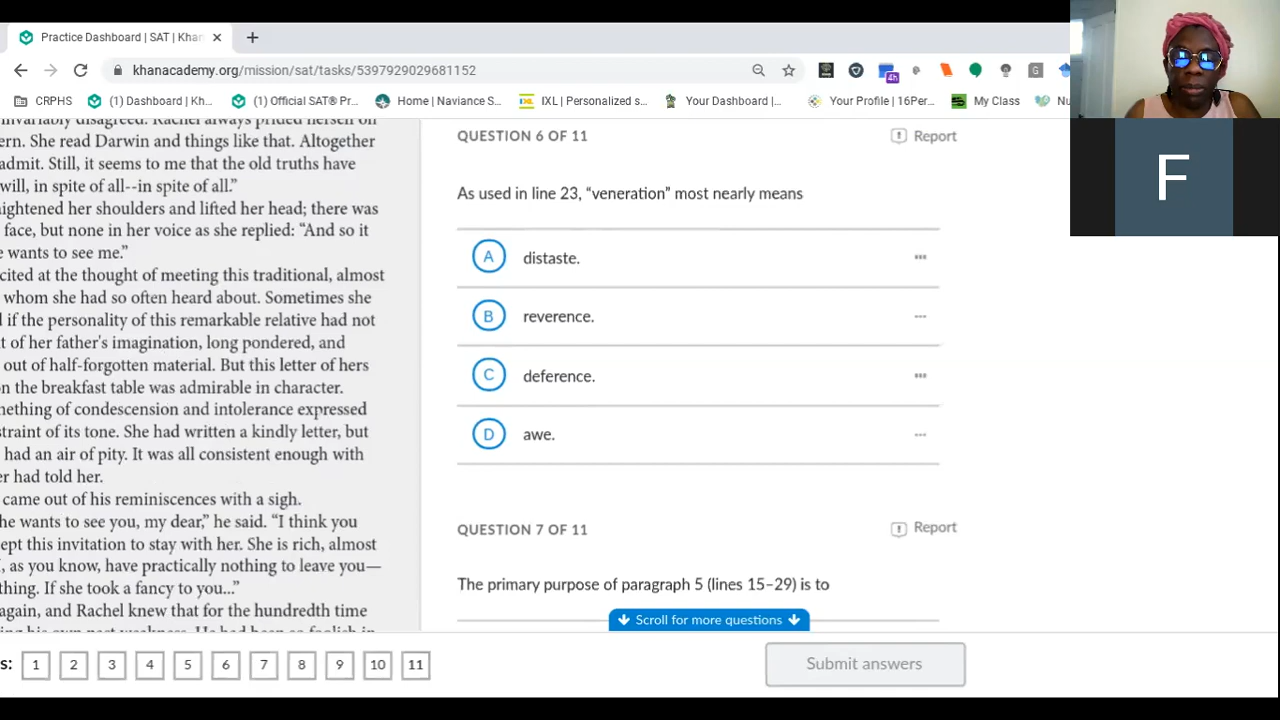 Practice Dashboard | SAT | Khan
khanacademy.org/mission/sat/tasks/5397929029681152
4h
G
CRPHS
(1) Dashboard | Kh...
(1) Official SAT® Pr...
Home | Naviance S...
IXL | Personalized s...
Your Dashboard |...
Your Profile | 16Per...
My Class
Nu
invariably disagreed. Rachel always prided herself on
ern. She read Darwin and things like that. Altogether
admit. Still, it seems to me that the old truths have
will, in spite of all--in spite of all.”
aightened her shoulders and lifted her head; there was
face, but none in her voice as she replied: “And so it
e wants to see me.”
cited at the thought of meeting this traditional, almost
whom she had so often heard about. Sometimes she
d if the personality of this remarkable relative had not
t of her father's imagination, long pondered, and
out of half-forgotten material. But this letter of hers
on the breakfast table was admirable in character.
mething of condescension and intolerance expressed
straint of its tone. She had written a kindly letter, but
had an air of pity. It was all consistent enough with
er had told her.
came out of his reminiscences with a sigh.
he wants to see you, my dear,” he said. “I think you
ept this invitation to stay with her. She is rich, almost
I, as you know, have practically nothing to leave you—
thing. If she took a fancy to you...”
again, and Rachel knew that for the hundredth time
QUESTION 6 OF 11
Report
As used in line 23, “veneration” most nearly means
A distaste.
B reverence.
C deference.
D awe.
QUESTION 7 OF 11
Report
The primary purpose of paragraph 5 (lines 15–29) is to
Scroll for more questions
s: 1 2 3 4 5 6 7 8 9 10 11
Submit answers
F